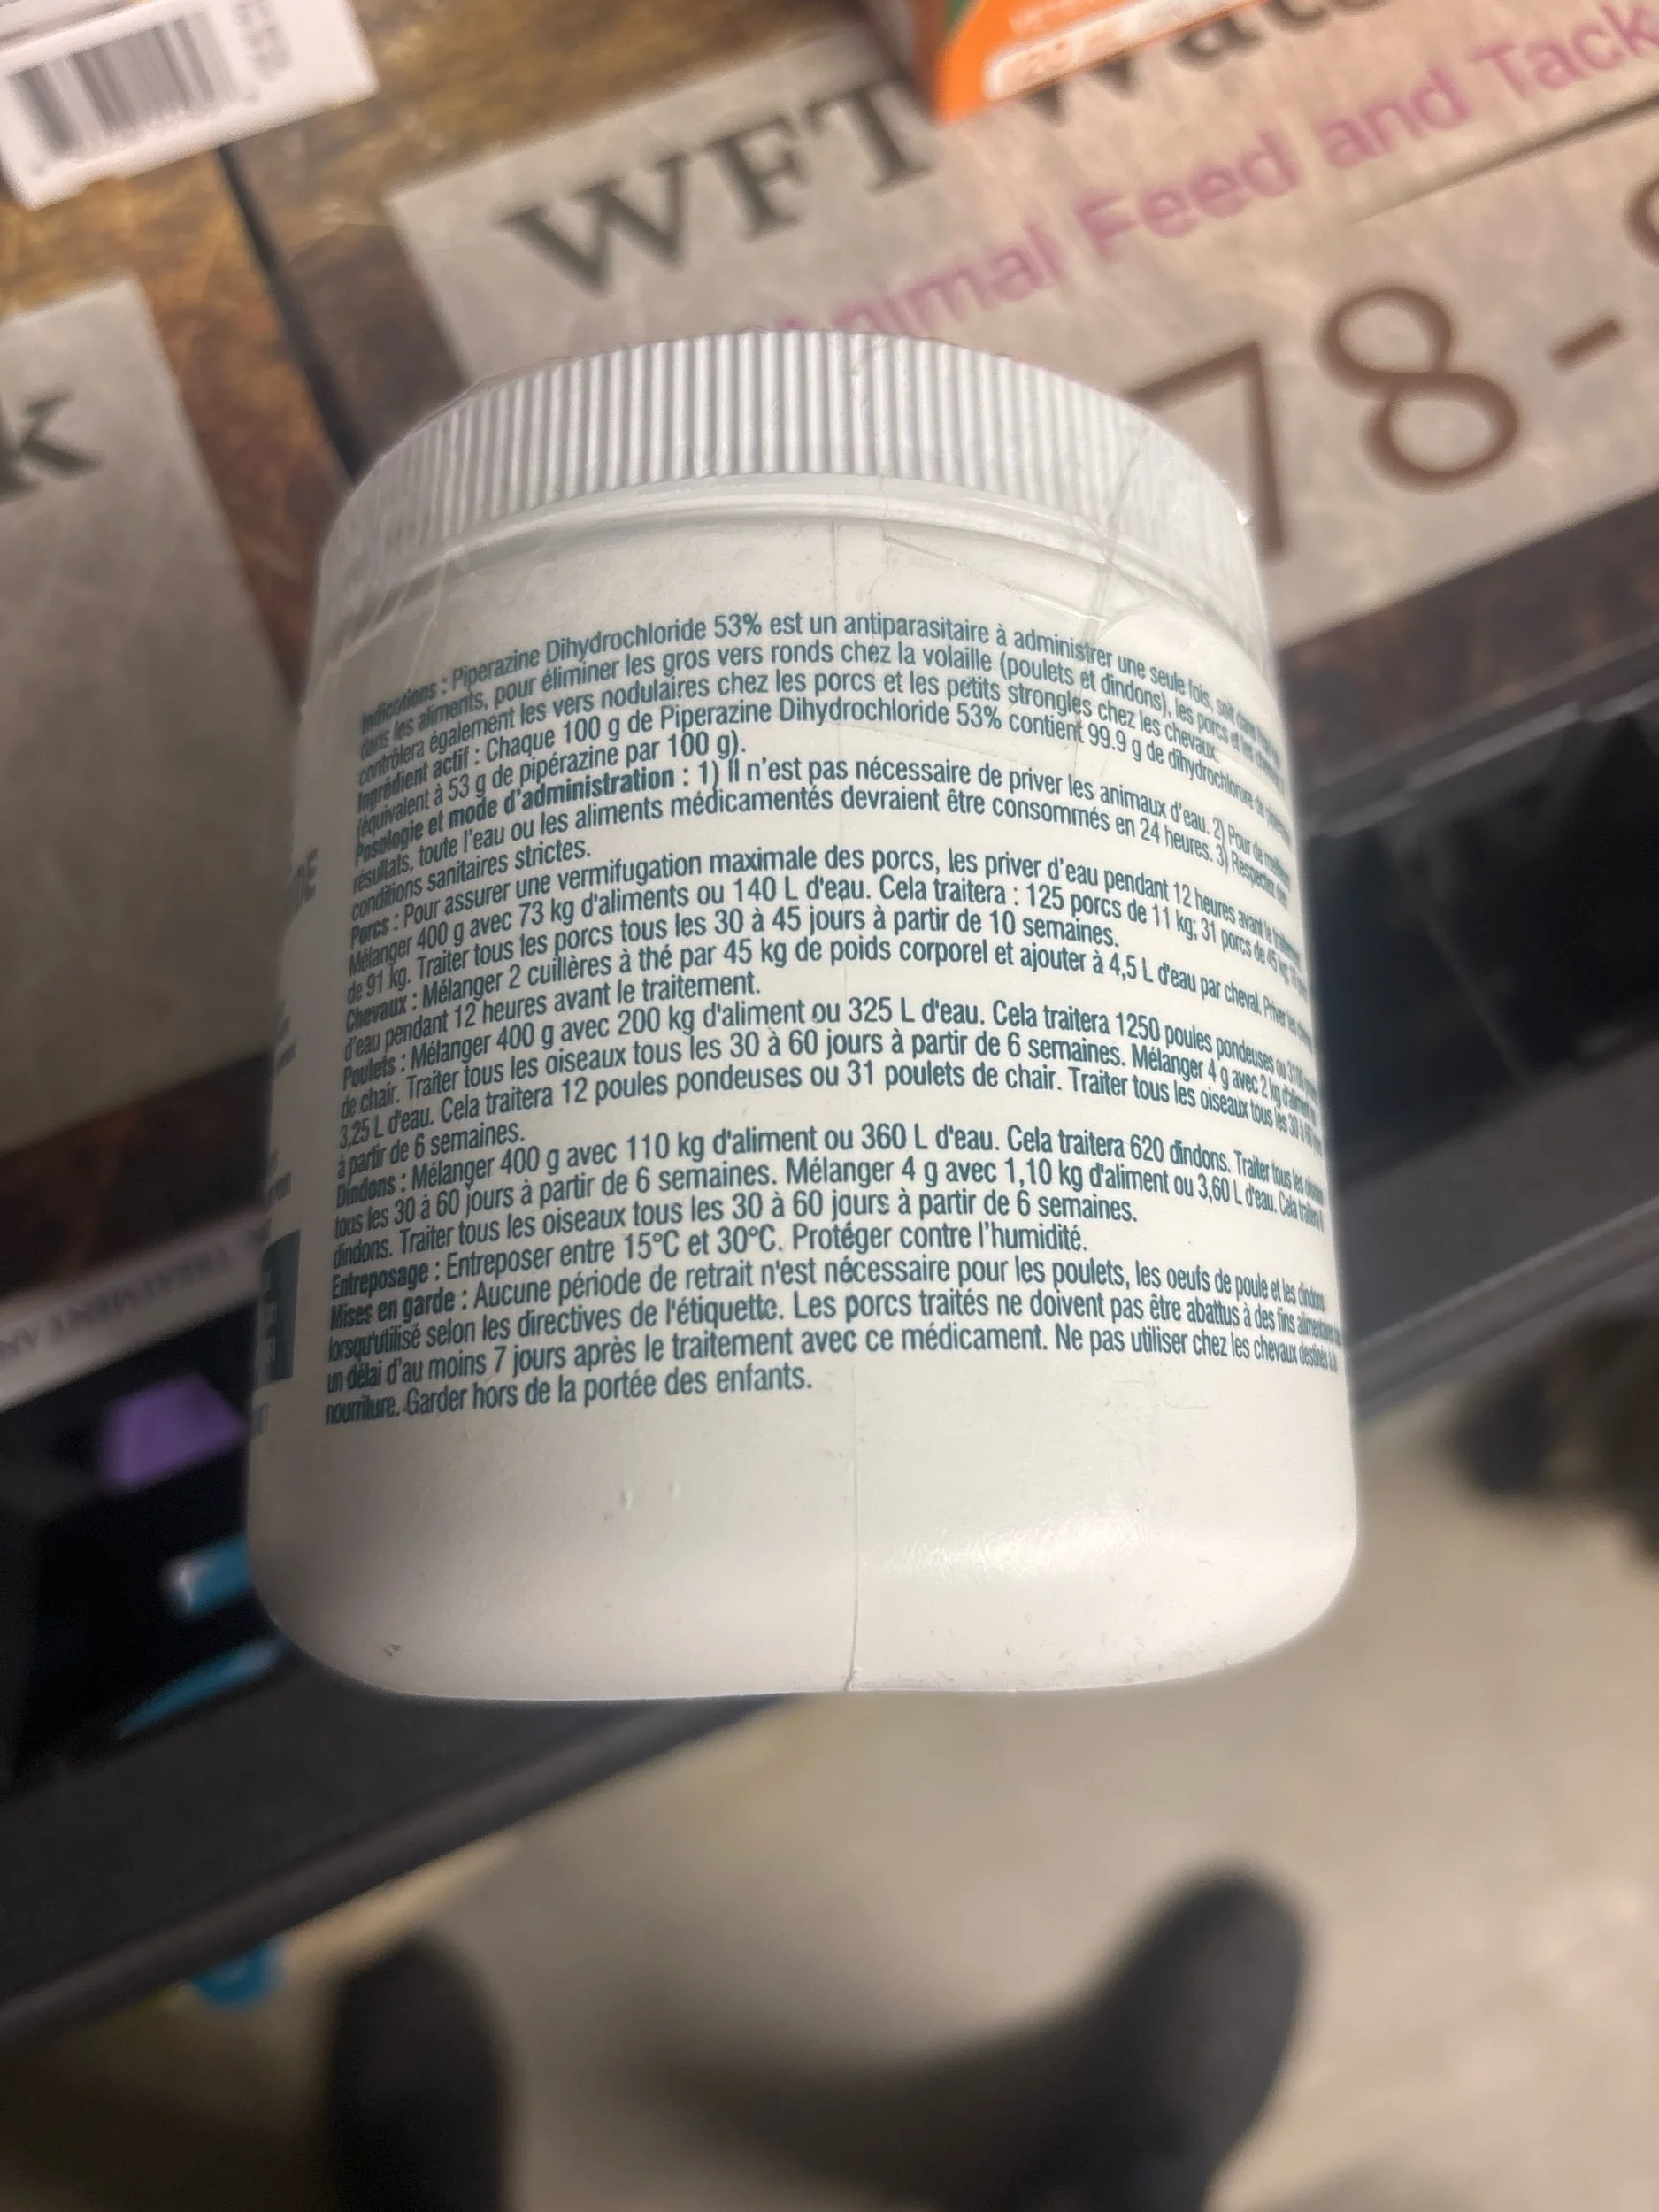 WFT
Animal Feed and Tack
78-
k
Indications : Piperazine Dihydrochloride 53% est un antiparasitaire à administrer une seule fois, soit dans
dans les aliments, pour éliminer les gros vers ronds chez la volaille (poulets et dindons), les porcs et les
contrôlera également les vers nodulaires chez les porcs et les petits strongles chez les chevaux.
Ingrédient actif : Chaque 100 g de Piperazine Dihydrochloride 53% contient 99.9 g de dihydrochlorure de
(équivalent à 53 g de pipérazine par 100 g).
Posologie et mode d'administration : 1) Il n'est pas nécessaire de priver les animaux d'eau. 2) Pour de meilleurs
résultats, toute l'eau ou les aliments médicamentés devraient être consommés en 24 heures. 3) Respecter des
conditions sanitaires strictes.
Porcs : Pour assurer une vermifugation maximale des porcs, les priver d'eau pendant 12 heures avant le traitement.
Mélanger 400 g avec 73 kg d'aliments ou 140 L d'eau. Cela traitera : 125 porcs de 11 kg; 31 porcs de 45 kg;
de 91 kg. Traiter tous les porcs tous les 30 à 45 jours à partir de 10 semaines.
Chevaux : Mélanger 2 cuillères à thé par 45 kg de poids corporel et ajouter à 4,5 L d'eau par cheval. Priver les
d'eau pendant 12 heures avant le traitement.
Poulets : Mélanger 400 g avec 200 kg d'aliment ou 325 L d'eau. Cela traitera 1250 poules pondeuses ou
de chair. Traiter tous les oiseaux tous les 30 à 60 jours à partir de 6 semaines. Mélanger 4 g avec 2 kg d'aliment
3,25 L d'eau. Cela traitera 12 poules pondeuses ou 31 poulets de chair. Traiter tous les oiseaux tous les 30 à
à partir de 6 semaines.
Dindons : Mélanger 400 g avec 110 kg d'aliment ou 360 L d'eau. Cela traitera 620 dindons. Traiter tous les oiseaux
tous les 30 à 60 jours à partir de 6 semaines. Mélanger 4 g avec 1,10 kg d'aliment ou 3,60 L d'eau. Cela traitera
dindons. Traiter tous les oiseaux tous les 30 à 60 jours à partir de 6 semaines.
Entreposage : Entreposer entre 15°C et 30°C. Protéger contre l'humidité.
Mises en garde : Aucune période de retrait n'est nécessaire pour les poulets, les oeufs de poule et les dindons
lorsqu'utilisé selon les directives de l'étiquette. Les porcs traités ne doivent pas être abattus à des fins alimentaires
un délai d'au moins 7 jours après le traitement avec ce médicament. Ne pas utiliser chez les chevaux destinés à la
nourriture. Garder hors de la portée des enfants.